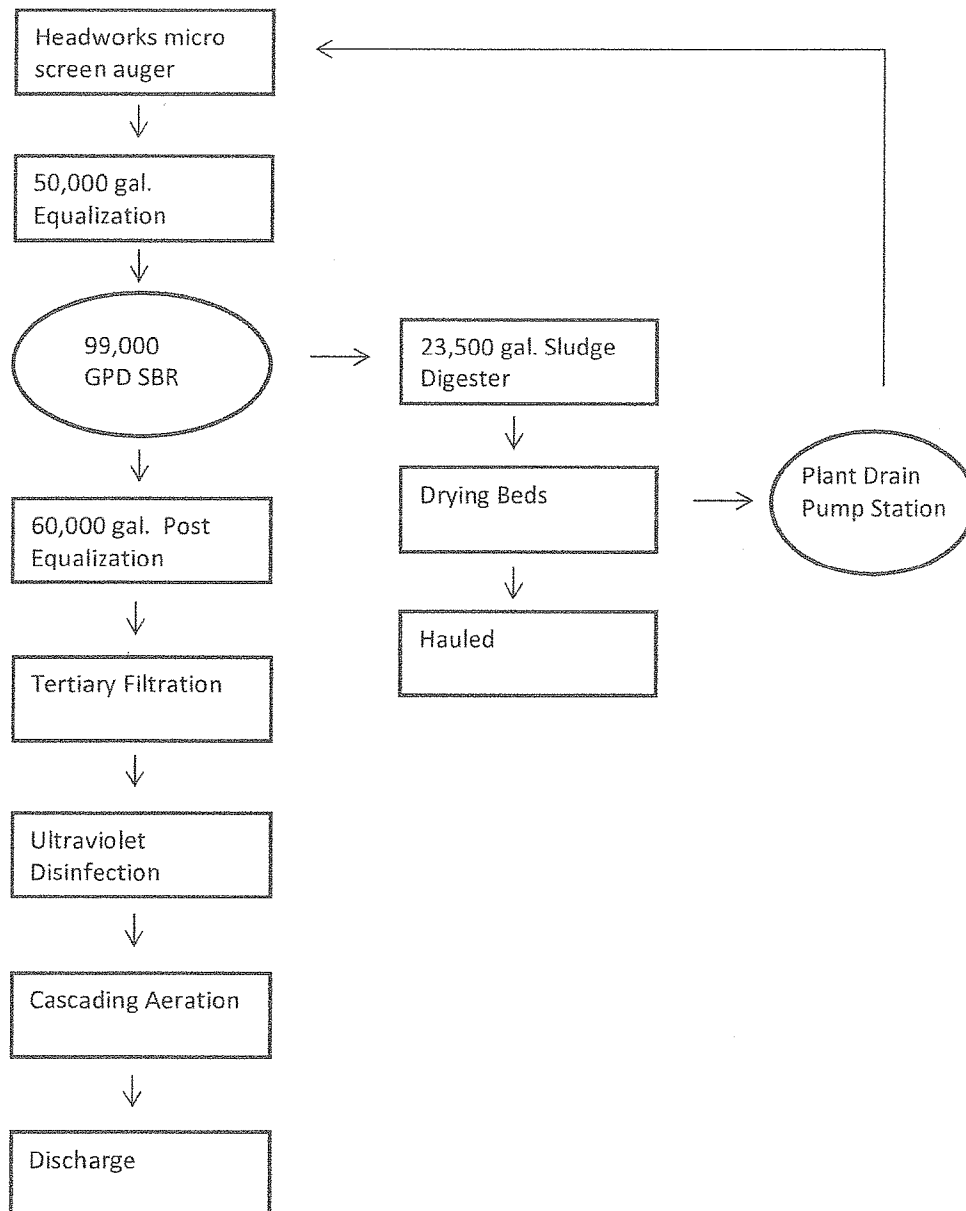 Headworks micro
screen auger
50,000 gal.
Equalization
99,000
GPD SBR
23,500 gal. Sludge
Digester
Drying Beds
Plant Drain
Pump Station
60,000 gal. Post
Equalization
Hauled
Tertiary Filtration
Ultraviolet
Disinfection
Cascading Aeration
Discharge